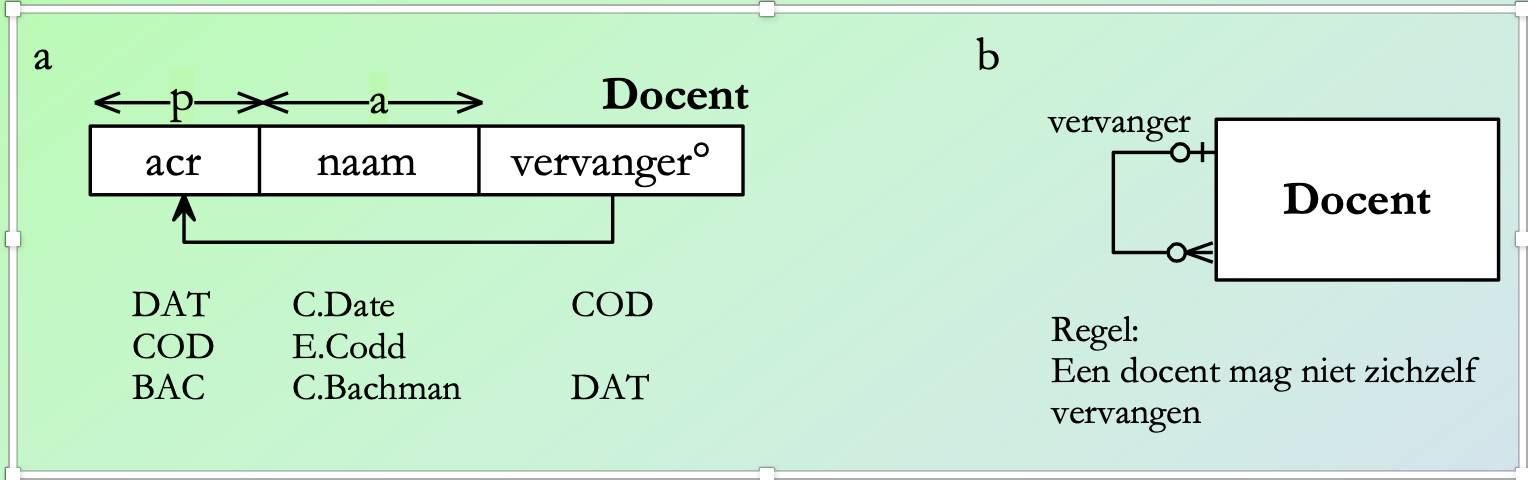 a
p a Docent
acr naam vervanger°
DAT C.Date COD
COD E.Codd
BAC C.Bachman DAT
b
vervanger
Docent
Regel:
Een docent mag niet zichzelf
vervangen